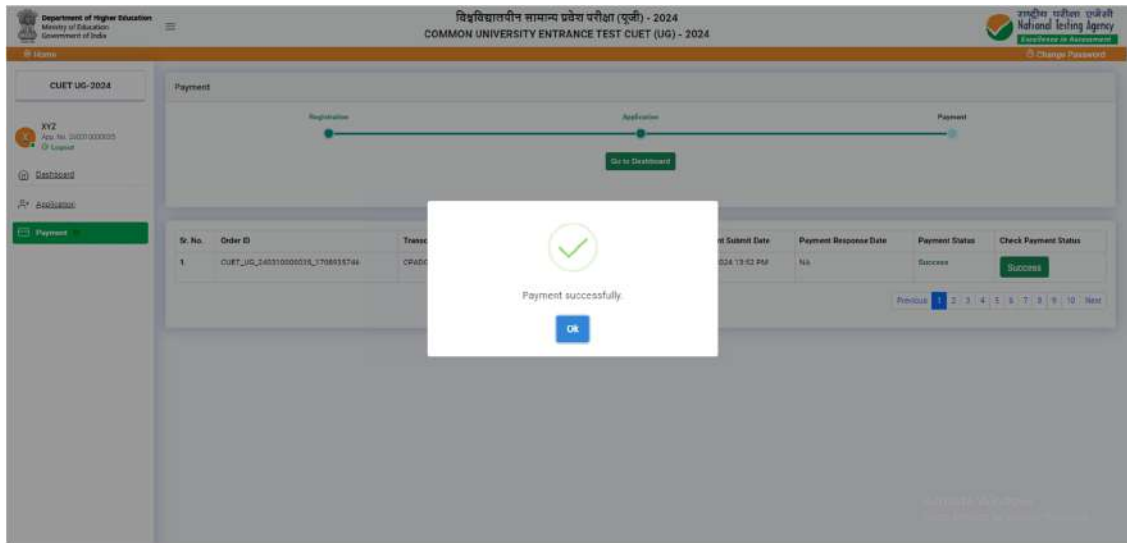 Department of Higher Education
Ministry of Education
Government of India
विश्वविद्यालयीन सामान्य प्रवेश परीक्षा (यूजी) - 2024
COMMON UNIVERSITY ENTRANCE TEST CUET (UG) - 2024
राष्ट्रीय परीक्षा एजेंसी
National Testing Agency
Excellence in Assessment
Home
Change Password
CUET UG-2024
XYZ
Logout
Dashboard
Application
Payment
Payment
Registration
Application
Payment
Go to Dashboard
Sr. No. Order ID Transc nt Submit Date Payment Response Date Payment Status Check Payment Status
1. NA Success Success
Previous 1 2 3 4 5 6 7 8 9 10 Next
Payment successfully.
Ok